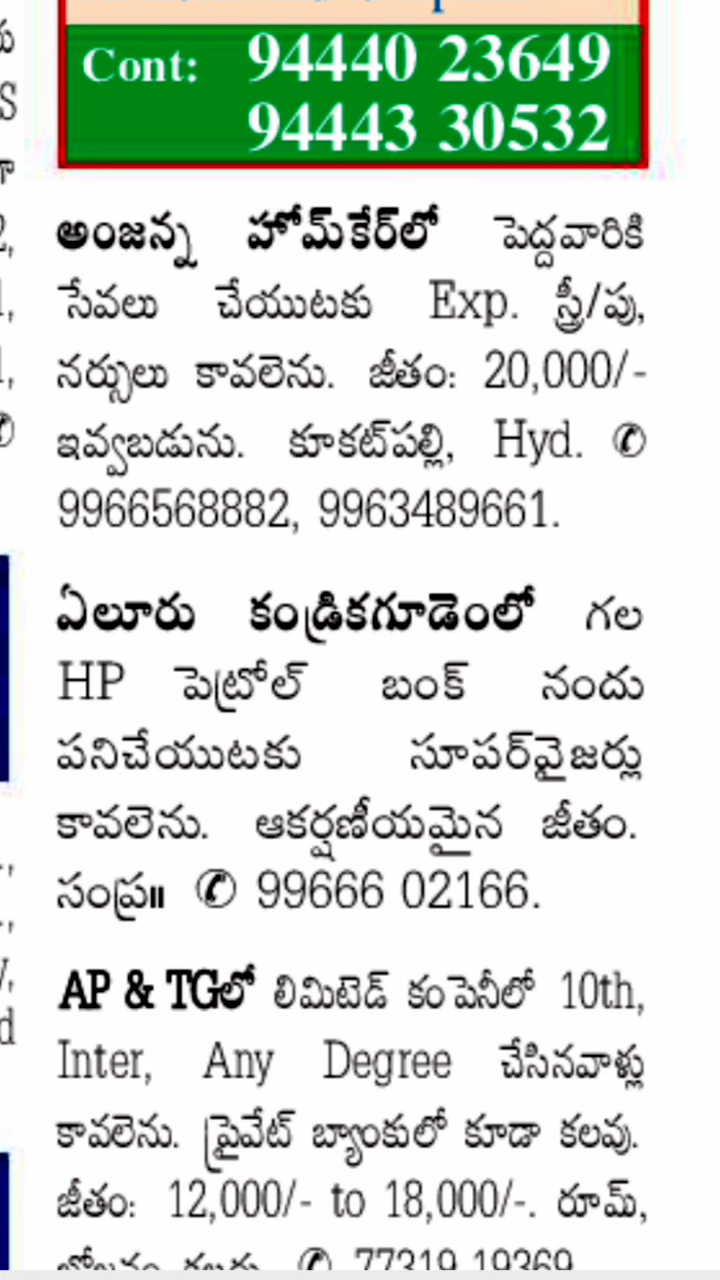 Cont: 94440 23649
94443 30532
అంజన్న హోమ్‌కేర్‌లో పెద్దవారికి
సేవలు చేయుటకు Exp. స్త్రీ/పు,
నర్సులు కావలెను. జీతం: 20,000/-
ఇవ్వబడును. కూకట్‌పల్లి, Hyd. ✆
9966568882, 9963489661.
ఏలూరు కండ్రికగూడెంలో గల
HP పెట్రోల్ బంక్ నందు
పనిచేయుటకు సూపర్‌వైజర్లు
కావలెను. ఆకర్షణీయమైన జీతం.
సంప్ర॥ ✆ 99666 02166.
AP & TGలో లిమిటెడ్ కంపెనీలో 10th,
Inter, Any Degree చేసినవాళ్లు
కావలెను. ప్రైవేట్ బ్యాంకులో కూడా కలవు.
జీతం: 12,000/- to 18,000/-. రూమ్,
✆ 77319 19369